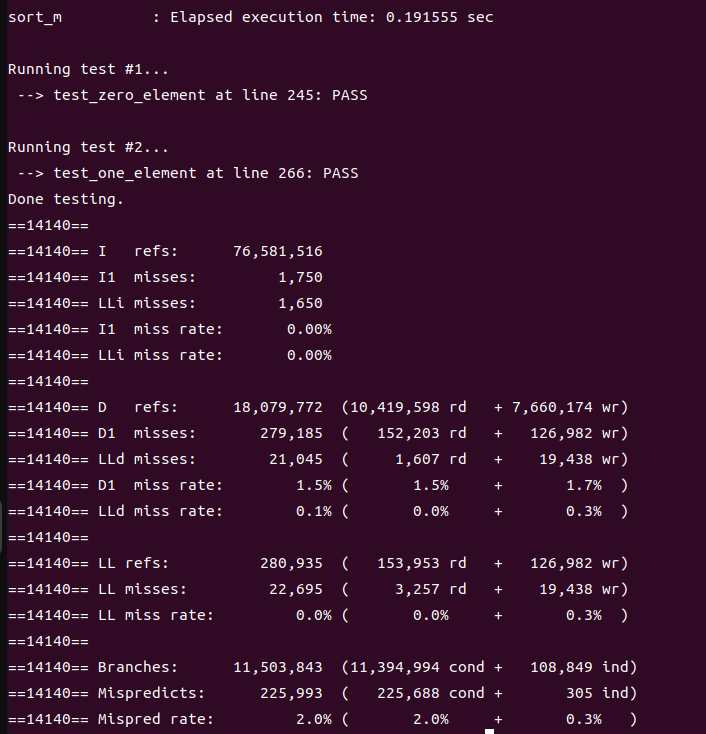 sort_m          : Elapsed execution time: 0.191555 sec

Running test #1...
 --> test_zero_element at line 245: PASS

Running test #2...
 --> test_one_element at line 266: PASS
Done testing.
==14140==
==14140== I   refs:      76,581,516
==14140== I1  misses:         1,750
==14140== LLi misses:         1,650
==14140== I1  miss rate:       0.00%
==14140== LLi miss rate:       0.00%
==14140==
==14140== D   refs:      18,079,772  (10,419,598 rd   + 7,660,174 wr)
==14140== D1  misses:       279,185  (   152,203 rd   +   126,982 wr)
==14140== LLd misses:        21,045  (     1,607 rd   +    19,438 wr)
==14140== D1  miss rate:        1.5% (       1.5%     +       1.7%  )
==14140== LLd miss rate:        0.1% (       0.0%     +       0.3%  )
==14140==
==14140== LL refs:          280,935  (   153,953 rd   +   126,982 wr)
==14140== LL misses:         22,695  (     3,257 rd   +    19,438 wr)
==14140== LL miss rate:         0.0% (       0.0%     +       0.3%  )
==14140==
==14140== Branches:      11,503,843  (11,394,994 cond +   108,849 ind)
==14140== Mispredicts:      225,993  (   225,688 cond +       305 ind)
==14140== Mispred rate:         2.0% (       2.0%     +       0.3%   )